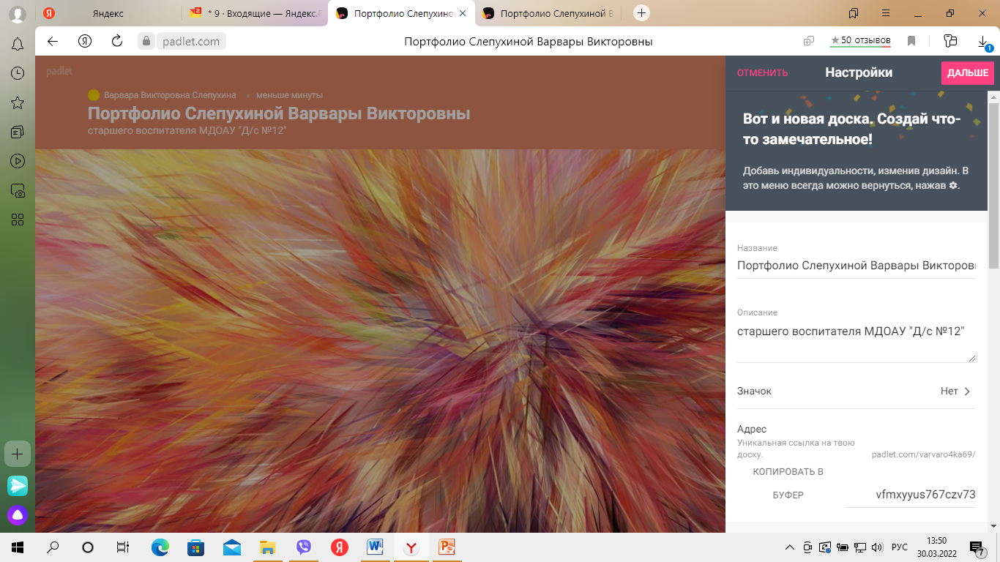 Яндекс
* 9 · Входящие — Яндекс.П
Портфолио Слепухино
Портфолио Слепухиной В
padlet.com
Портфолио Слепухиной Варвары Викторовны
★ 50 отзывов
1
padlet
Варвара Викторовна Слепухина • меньше минуты
Портфолио Слепухиной Варвары Викторовны
старшего воспитателя МДОАУ "Д/с №12"
ОТМЕНИТЬ
Настройки
ДАЛЬШЕ
Вот и новая доска. Создай что-
то замечательное!
Добавь индивидуальности, изменив дизайн. В
это меню всегда можно вернуться, нажав .
Название
Портфолио Слепухиной Варвары Викторовн
Описание
старшего воспитателя МДОАУ "Д/с №12"
Значок
Нет
Адрес
Уникальная ссылка на твою
доску.
padlet.com/varvaro4ka69/
КОПИРОВАТЬ В
БУФЕР
vfmxyyus767czv73
РУС
13:50
30.03.2022
7